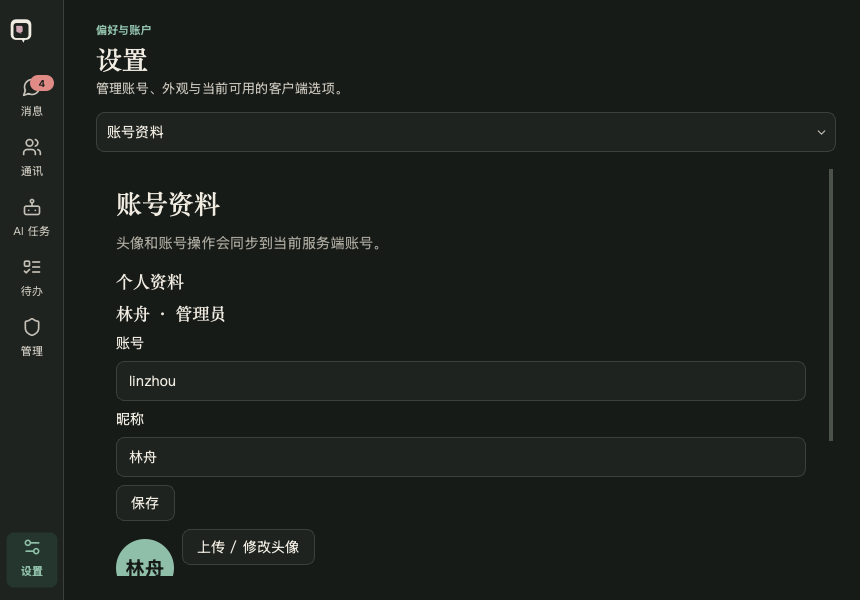 4
消息
通讯
AI 任务
待办
管理
设置
偏好与账户
设置
管理账号、外观与当前可用的客户端选项。
账号资料
账号资料
头像和账号操作会同步到当前服务端账号。
个人资料
林舟 · 管理员
账号
linzhou
昵称
林舟
保存
林舟
上传 / 修改头像